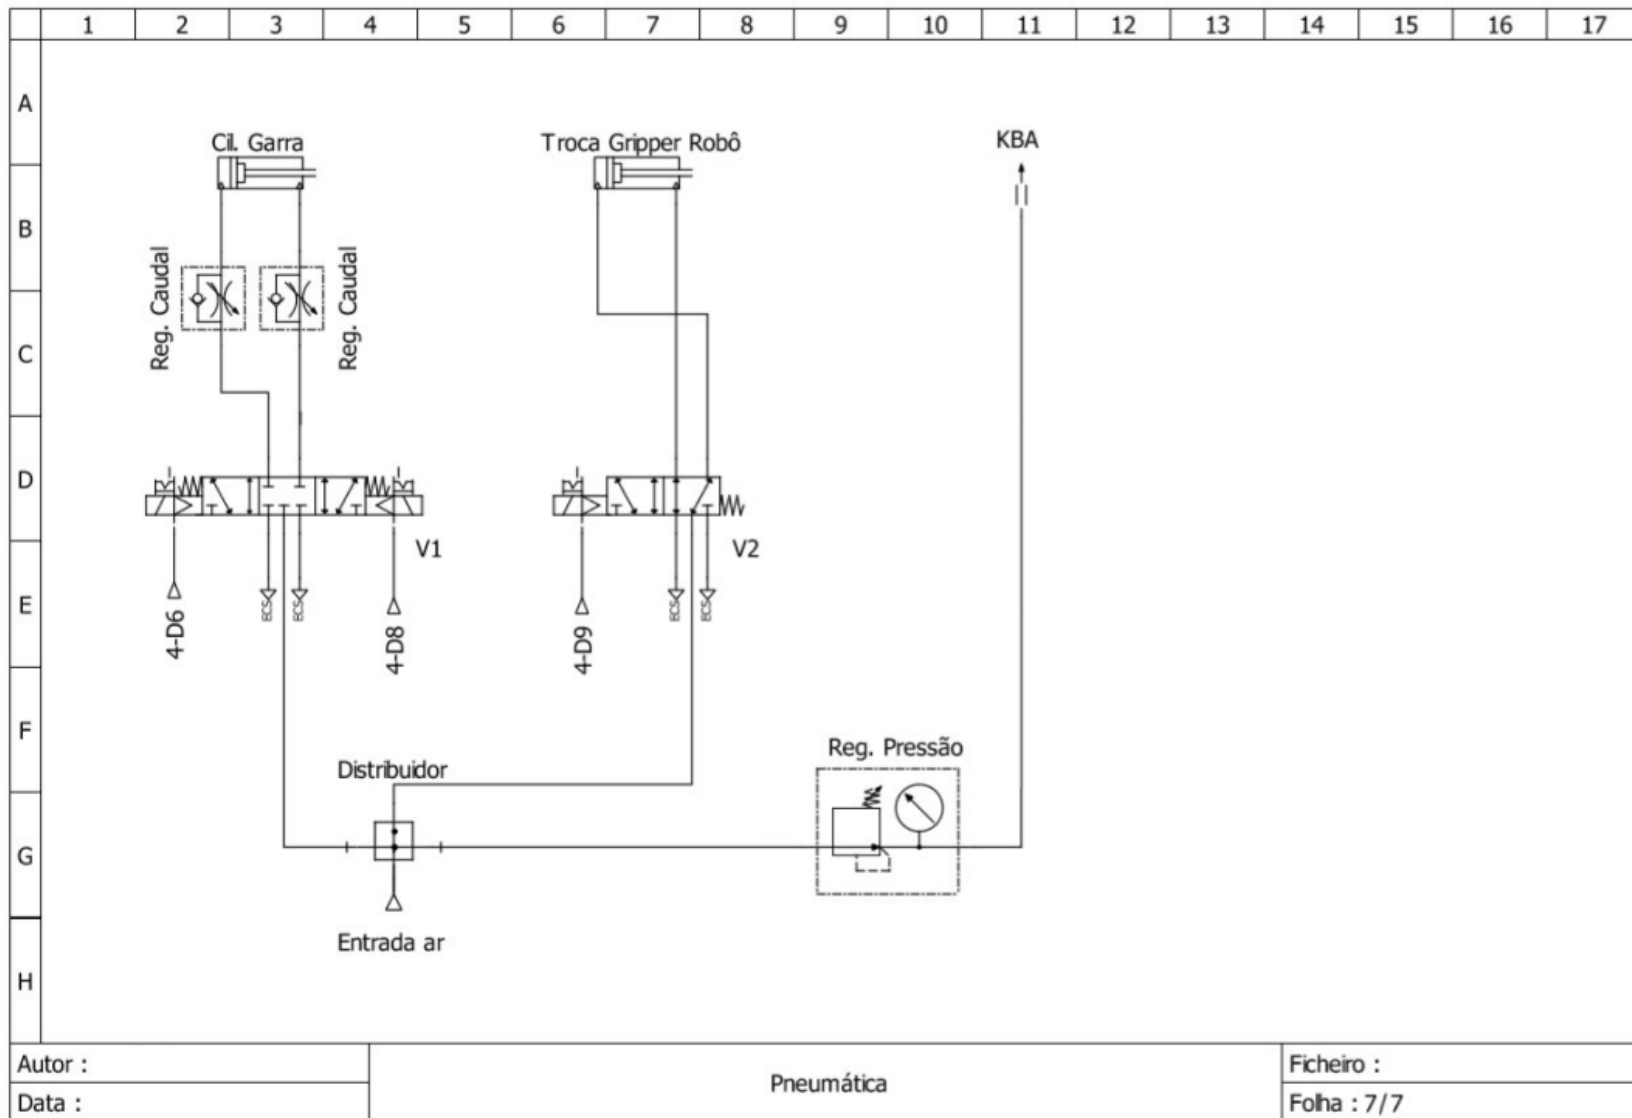 1 2 3 4 5 6 7 8 9 10 11 12 13 14 15 16 17
A
Cil. Garra
Troca Gripper Robô
KBA
B
Reg. Caudal
Reg. Caudal
C
D
V1
V2
E
ECS
ECS
ECS
ECS
4-D6
4-D8
4-D9
F
Reg. Pressão
Distribuidor
G
Entrada ar
H
Autor :
Data :
Pneumática
Ficheiro :
Folha : 7/7